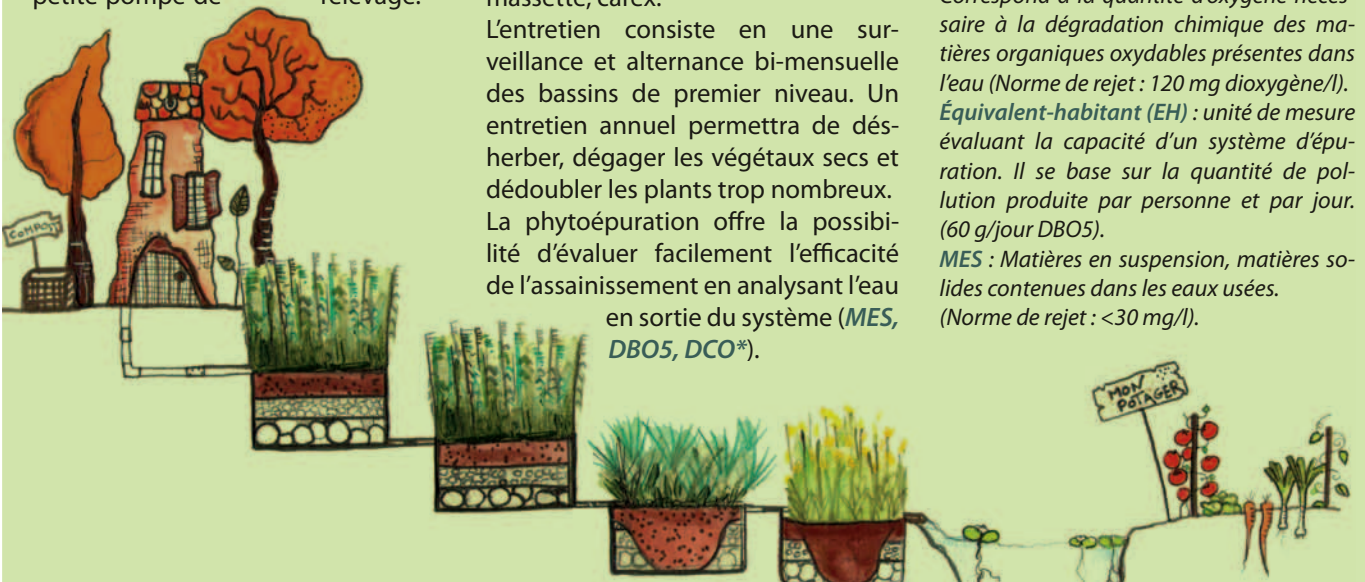 petite pompe de relevage.
massette, carex.
L'entretien consiste en une sur-
veillance et alternance bi-mensuelle
des bassins de premier niveau. Un
entretien annuel permettra de dés-
herber, dégager les végétaux secs et
dédoubler les plants trop nombreux.
La phytoépuration offre la possibi-
lité d'évaluer facilement l'efficacité
de l'assainissement en analysant l'eau
en sortie du système (MES,
DBO5, DCO*).
Correspond à la quantité d'oxygène néces-
saire à la dégradation chimique des ma-
tières organiques oxydables présentes dans
l'eau (Norme de rejet : 120 mg dioxygène/l).
Équivalent-habitant (EH) : unité de mesure
évaluant la capacité d'un système d'épu-
ration. Il se base sur la quantité de pol-
lution produite par personne et par jour.
(60 g/jour DBO5).
MES : Matières en suspension, matières so-
lides contenues dans les eaux usées.
(Norme de rejet : <30 mg/l).
COMPOST
MON
POTAGER